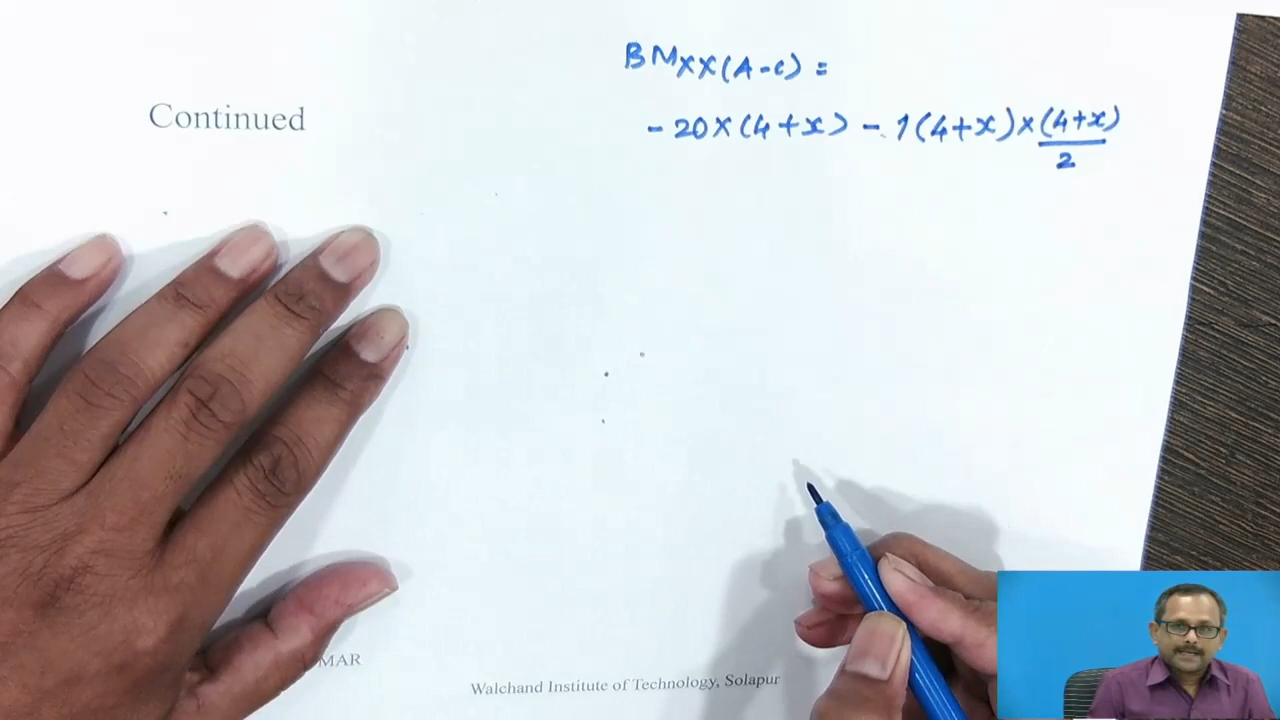 BMXX(A-C) =
Continued
-20×(4+x) - 1(4+x)×(4+x)/2
MAR
Walchand Institute of Technology, Solapur